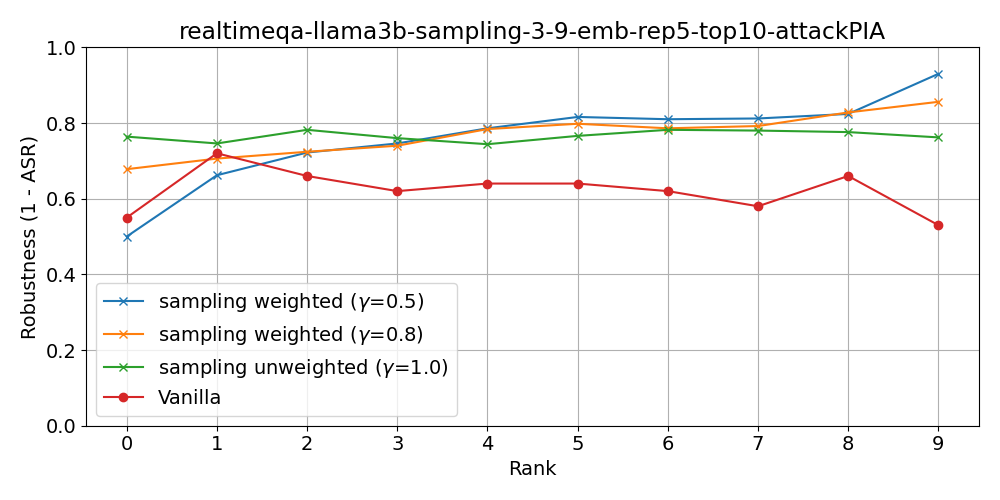 realtimeqa-llama3b-sampling-3-9-emb-rep5-top10-attackPIA
Robustness (1 - ASR)
1.0
0.8
0.6
0.4
0.2
0.0
sampling weighted (γ=0.5)
sampling weighted (γ=0.8)
sampling unweighted (γ=1.0)
Vanilla
0 1 2 3 4 5 6 7 8 9
Rank